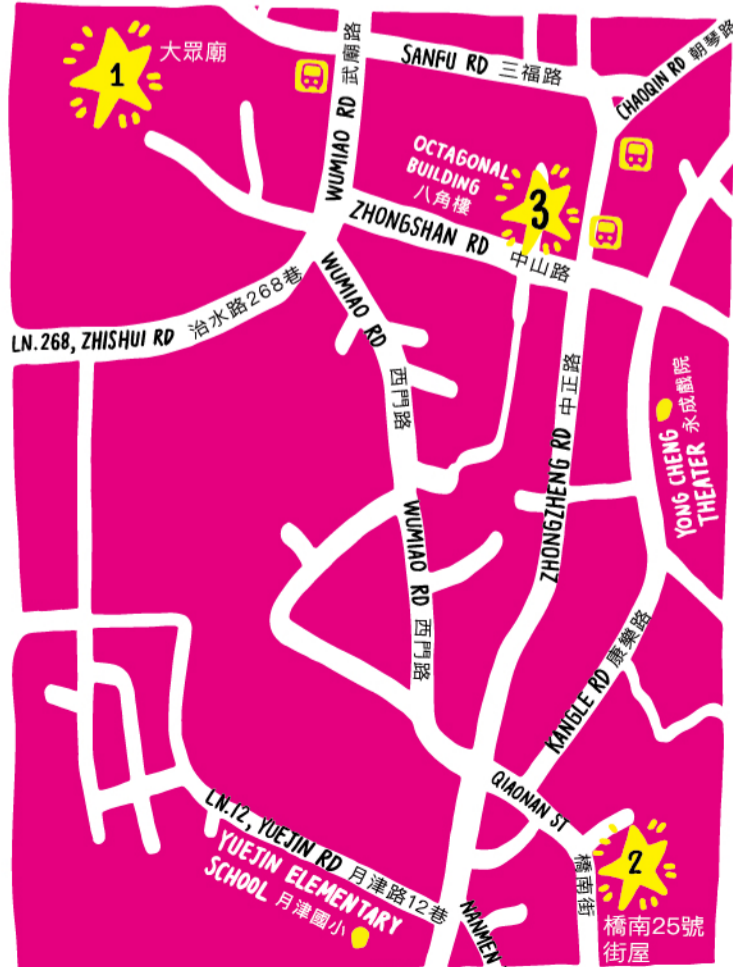 1
大眾廟
WUMIAO RD 武廟路
SANFU RD 三福路
CHAOQIN RD 朝琴路
OCTAGONAL
BUILDING
八角樓
3
ZHONGSHAN RD 中山路
LN.268, ZHISHUI RD 治水路268巷
WUMIAO RD 西門路
ZHONGZHENG RD 中正路
YONG CHENG
THEATER 永成戲院
WUMIAO RD 西門路
KANGLE RD 康樂路
QIAONAN ST 橋南街
2
橋南25號
街屋
LN.12, YUEJIN RD 月津路12巷
YUEJIN ELEMENTARY
SCHOOL 月津國小
NANMEN